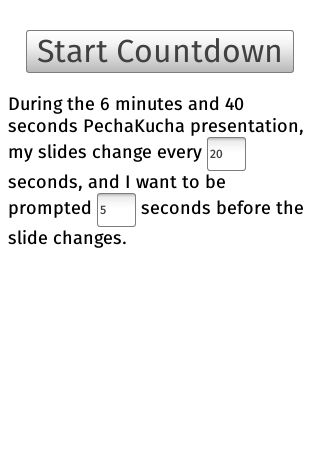 Start Countdown
During the 6 minutes and 40
seconds PechaKucha presentation,
my slides change every 20
seconds, and I want to be
prompted 5 seconds before the
slide changes.